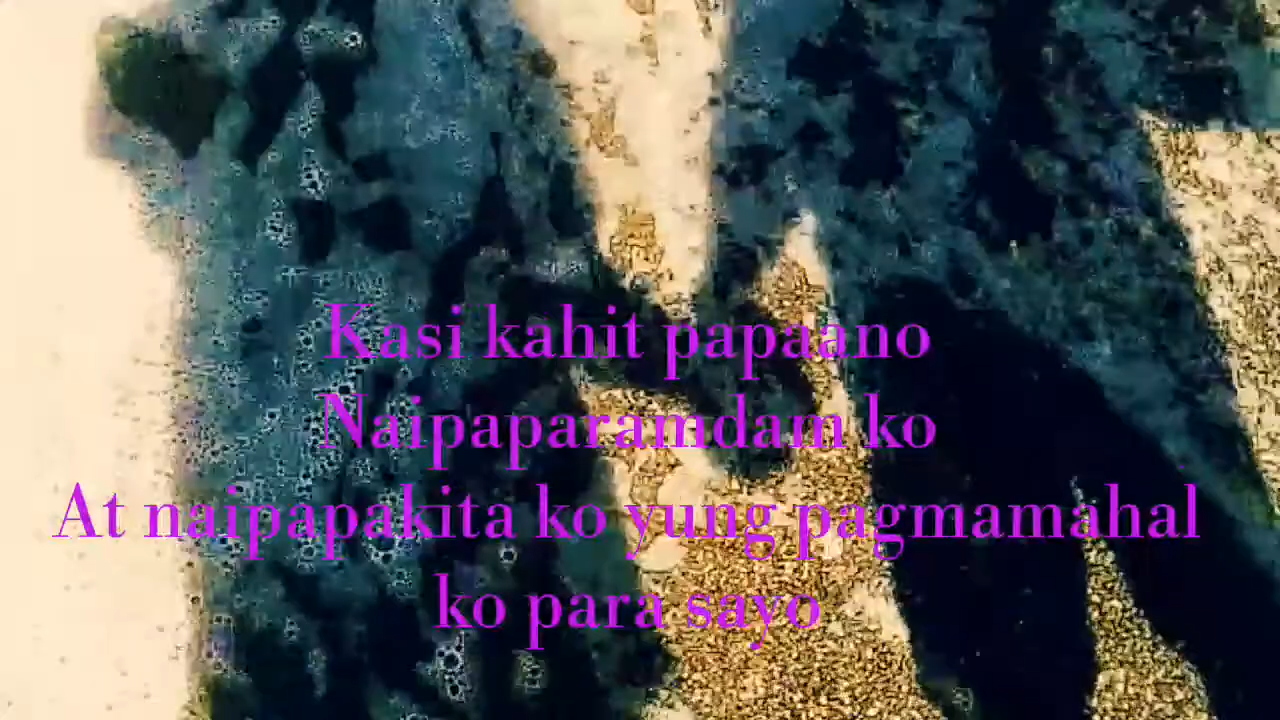 Kasi kahit papaano
Naipaparamdam ko
At naipapakita ko yung pagmamahal
ko para sayo